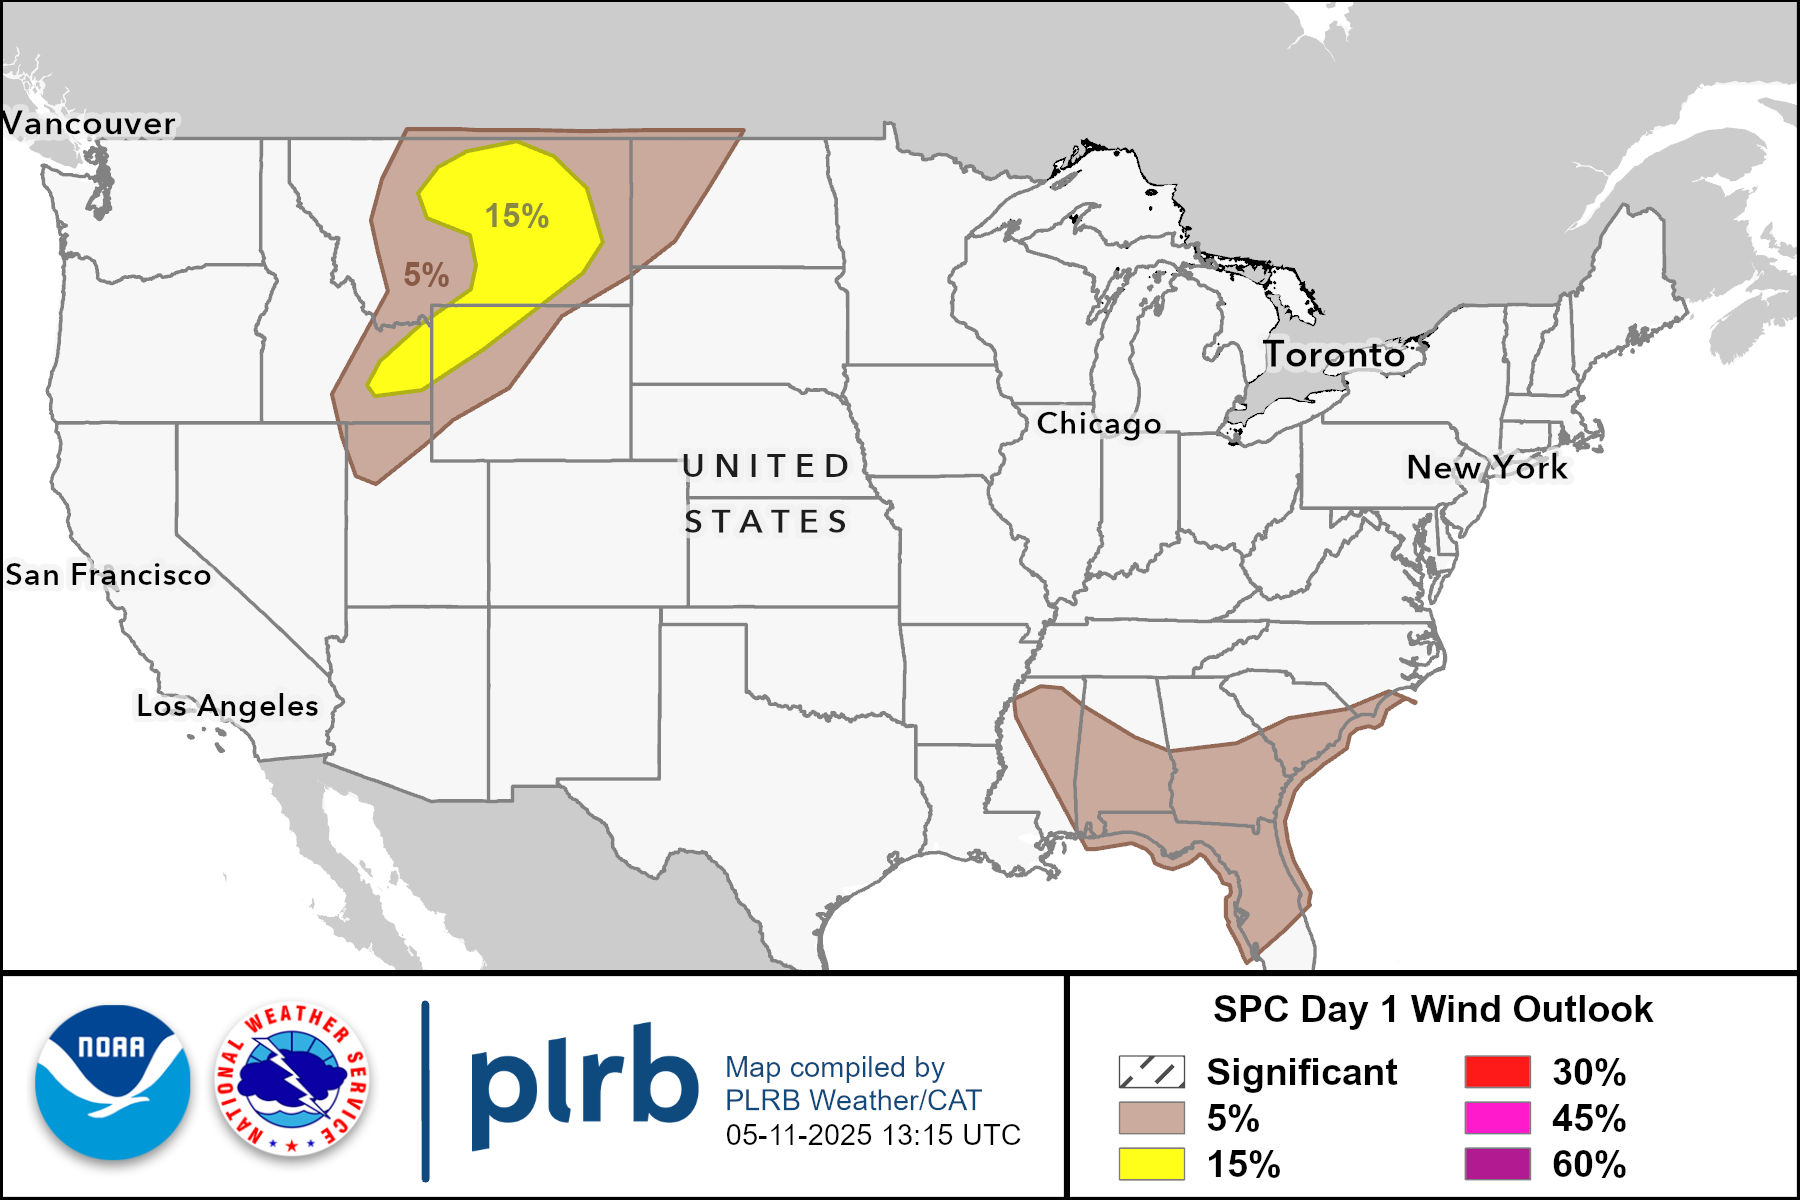 Vancouver
15%
5%
Toronto
Chicago
UNITED
STATES
New York
San Francisco
Los Angeles
NOAA
NATIONAL WEATHER SERVICE
plrb
Map compiled by
PLRB Weather/CAT
05-11-2025 13:15 UTC
SPC Day 1 Wind Outlook
Significant
5%
15%
30%
45%
60%